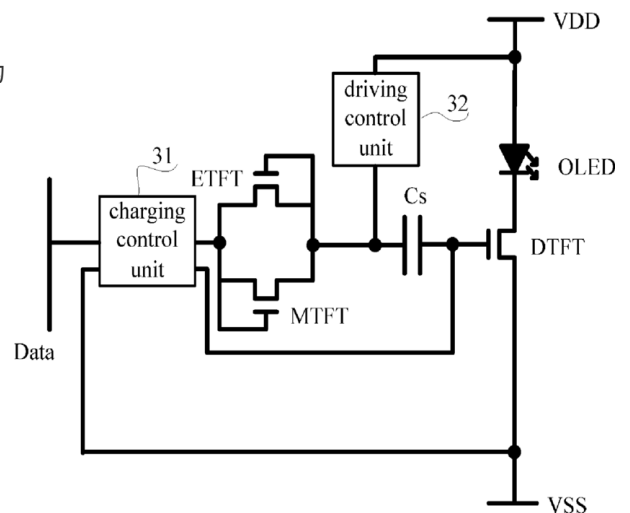 VDD
driving
control
unit
32
31
ETFT
Cs
OLED
charging
control
unit
DTFT
MTFT
Data
VSS